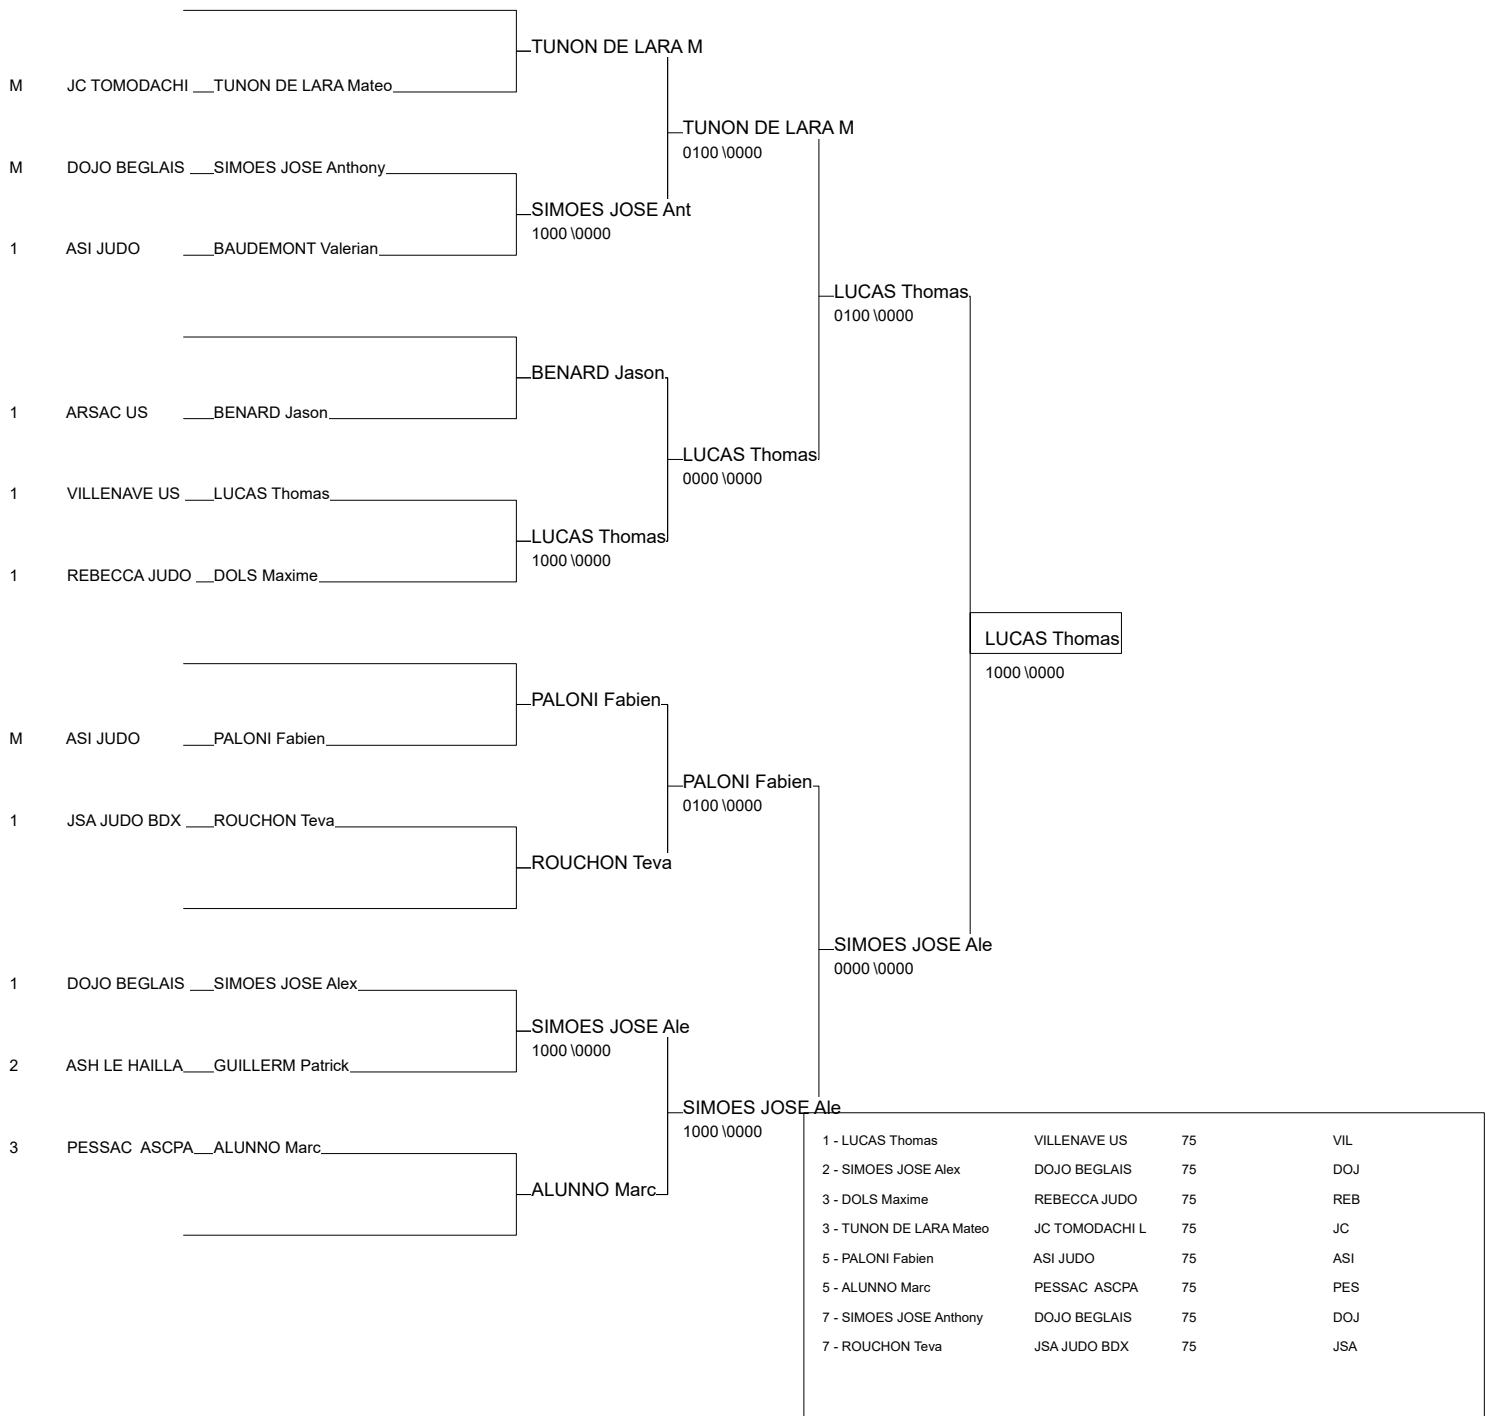 TUNON DE LARA M
M JC TOMODACHI TUNON DE LARA Mateo
TUNON DE LARA M
0100 \0000
M DOJO BEGLAIS SIMOES JOSE Anthony
SIMOES JOSE Ant
1000 \0000
1 ASI JUDO BAUDEMONT Valerian
LUCAS Thomas
0100 \0000
BENARD Jason
1 ARSAC US BENARD Jason
LUCAS Thomas
0000 \0000
1 VILLENAVE US LUCAS Thomas
LUCAS Thomas
1000 \0000
1 REBECCA JUDO DOLS Maxime
LUCAS Thomas
1000 \0000
PALONI Fabien
M ASI JUDO PALONI Fabien
PALONI Fabien
0100 \0000
1 JSA JUDO BDX ROUCHON Teva
ROUCHON Teva
SIMOES JOSE Ale
0000 \0000
1 DOJO BEGLAIS SIMOES JOSE Alex
SIMOES JOSE Ale
1000 \0000
2 ASH LE HAILLA GUILLERM Patrick
SIMOES JOSE Ale
1000 \0000
3 PESSAC ASCPA ALUNNO Marc
ALUNNO Marc
1 - LUCAS Thomas VILLENAVE US 75 VIL
2 - SIMOES JOSE Alex DOJO BEGLAIS 75 DOJ
3 - DOLS Maxime REBECCA JUDO 75 REB
3 - TUNON DE LARA Mateo JC TOMODACHI L 75 JC
5 - PALONI Fabien ASI JUDO 75 ASI
5 - ALUNNO Marc PESSAC ASCPA 75 PES
7 - SIMOES JOSE Anthony DOJO BEGLAIS 75 DOJ
7 - ROUCHON Teva JSA JUDO BDX 75 JSA